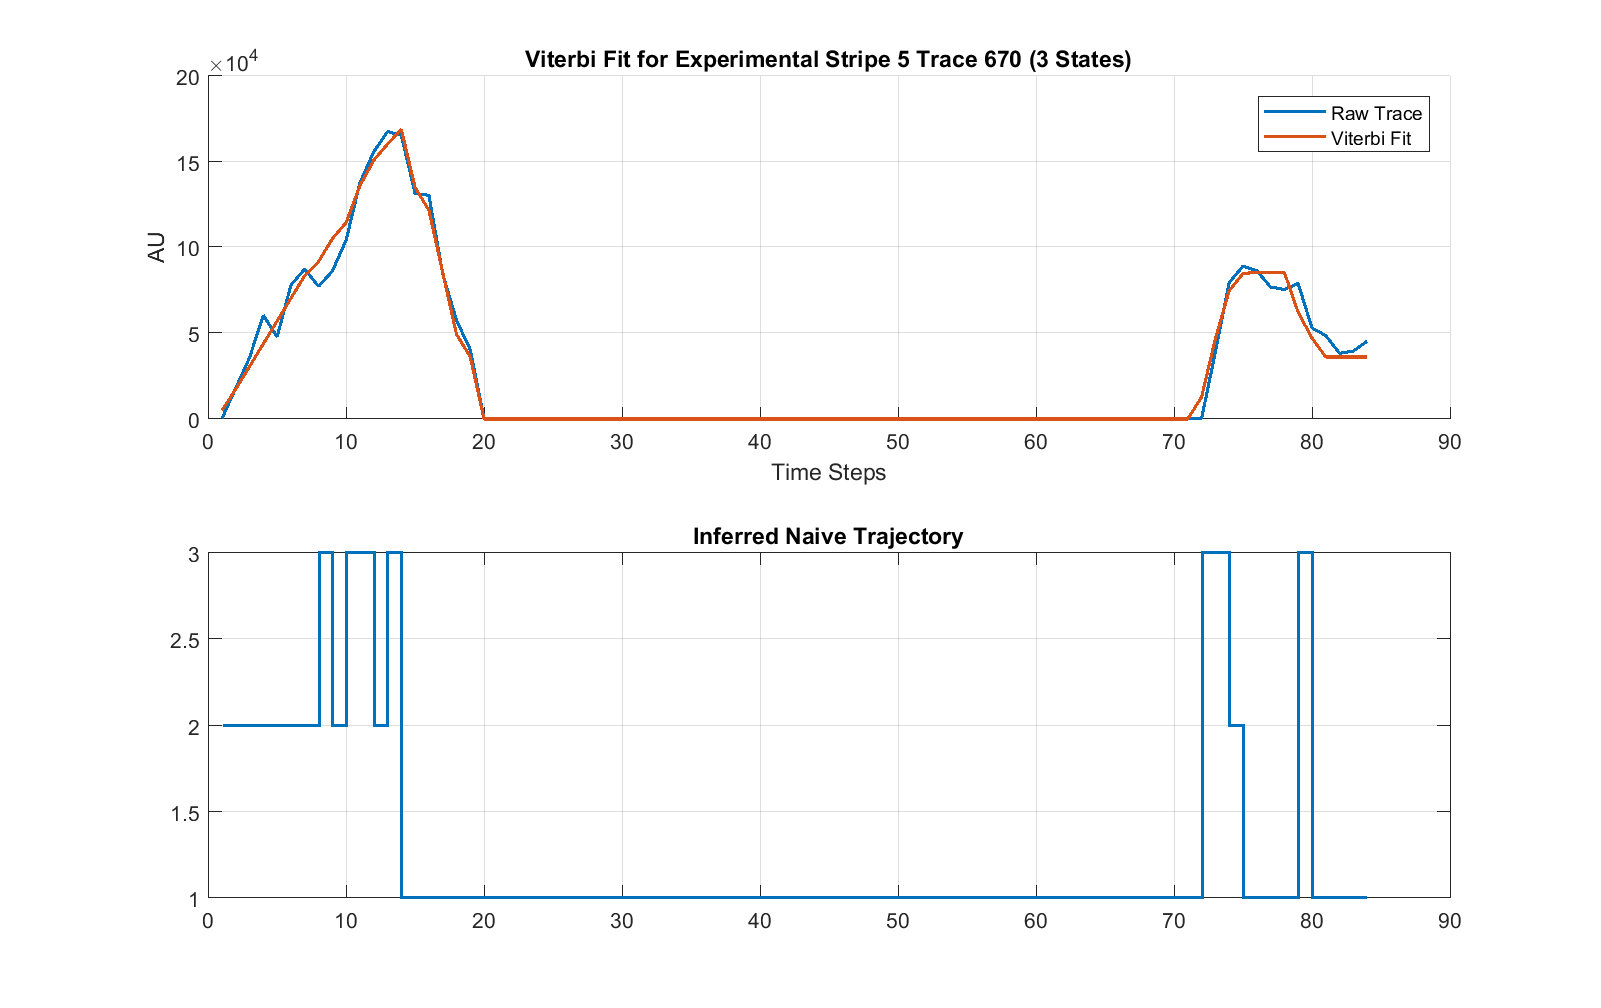 Viterbi Fit for Experimental Stripe 5 Trace 670 (3 States)
×10⁴
20
15
10
5
0
AU
Raw Trace
Viterbi Fit
0 10 20 30 40 50 60 70 80 90
Time Steps
Inferred Naive Trajectory
3
2.5
2
1.5
1
0 10 20 30 40 50 60 70 80 90